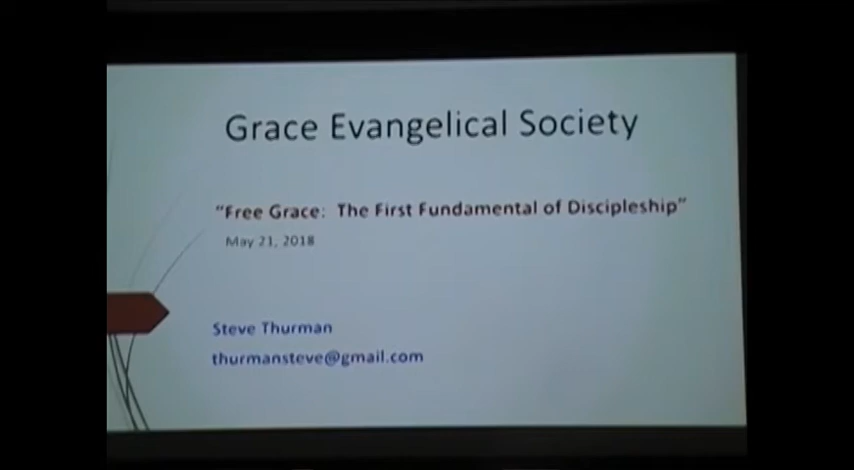 Grace Evangelical Society
"Free Grace: The First Fundamental of Discipleship"
May 21, 2018
Steve Thurman
thurmansteve@gmail.com